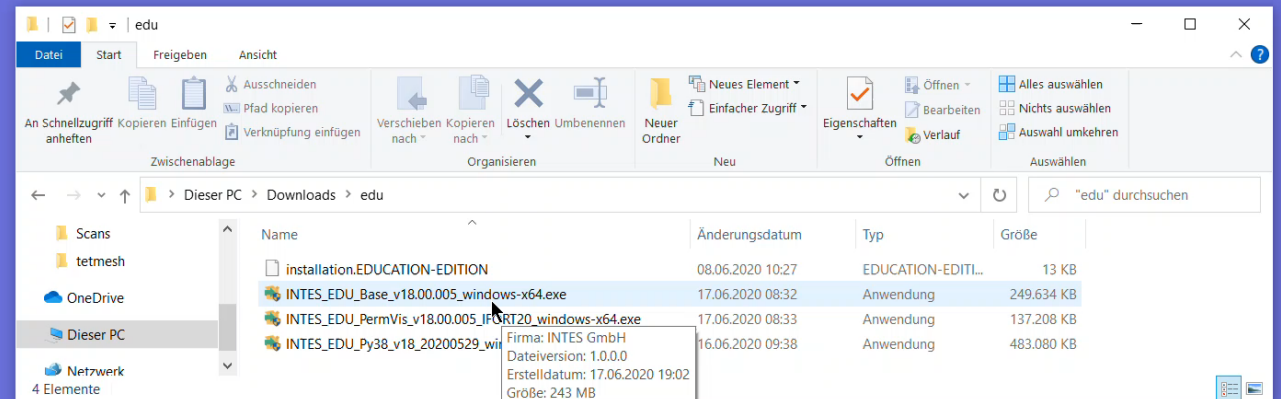 edu
Datei Start Freigeben Ansicht
An Schnellzugriff anheften
Kopieren
Einfügen
Ausschneiden
Pfad kopieren
Verknüpfung einfügen
Zwischenablage
Verschieben nach
Kopieren nach
Löschen
Umbenennen
Organisieren
Neuer Ordner
Neues Element
Einfacher Zugriff
Neu
Eigenschaften
Öffnen
Bearbeiten
Verlauf
Öffnen
Alles auswählen
Nichts auswählen
Auswahl umkehren
Auswählen
Dieser PC > Downloads > edu
"edu" durchsuchen
Scans
tetmesh
OneDrive
Dieser PC
Netzwerk
Name Änderungsdatum Typ Größe
installation.EDUCATION-EDITION 08.06.2020 10:27 EDUCATION-EDITI... 13 KB
INTES_EDU_Base_v18.00.005_windows-x64.exe 17.06.2020 08:32 Anwendung 249.634 KB
INTES_EDU_PermVis_v18.00.005_IFORT20_windows-x64.exe 17.06.2020 08:33 Anwendung 137.208 KB
INTES_EDU_Py38_v18_20200529_wi 16.06.2020 09:38 Anwendung 483.080 KB
Firma: INTES GmbH
Dateiversion: 1.0.0.0
Erstelldatum: 17.06.2020 19:02
Größe: 243 MB
4 Elemente